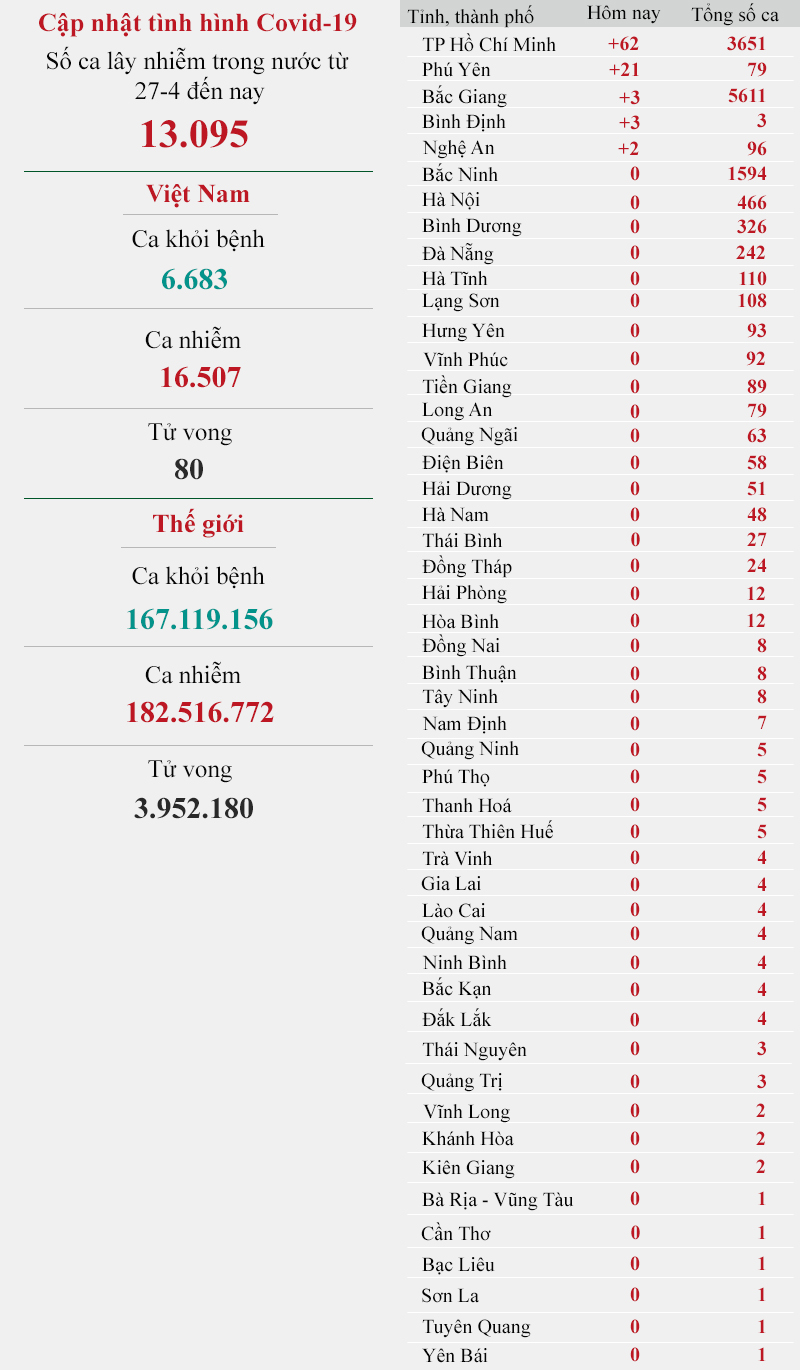 Cập nhật tình hình Covid-19
Số ca lây nhiễm trong nước từ
27-4 đến nay
13.095
Việt Nam
Ca khỏi bệnh
6.683
Ca nhiễm
16.507
Tử vong
80
Thế giới
Ca khỏi bệnh
167.119.156
Ca nhiễm
182.516.772
Tử vong
3.952.180
Tỉnh, thành phố Hôm nay Tổng số ca
TP Hồ Chí Minh +62 3651
Phú Yên +21 79
Bắc Giang +3 5611
Bình Định +3 3
Nghệ An +2 96
Bắc Ninh 0 1594
Hà Nội 0 466
Bình Dương 0 326
Đà Nẵng 0 242
Hà Tĩnh 0 110
Lạng Sơn 0 108
Hưng Yên 0 93
Vĩnh Phúc 0 92
Tiền Giang 0 89
Long An 0 79
Quảng Ngãi 0 63
Điện Biên 0 58
Hải Dương 0 51
Hà Nam 0 48
Thái Bình 0 27
Đồng Tháp 0 24
Hải Phòng 0 12
Hòa Bình 0 12
Đồng Nai 0 8
Bình Thuận 0 8
Tây Ninh 0 8
Nam Định 0 7
Quảng Ninh 0 5
Phú Thọ 0 5
Thanh Hoá 0 5
Thừa Thiên Huế 0 5
Trà Vinh 0 4
Gia Lai 0 4
Lào Cai 0 4
Quảng Nam 0 4
Ninh Bình 0 4
Bắc Kạn 0 4
Đắk Lắk 0 4
Thái Nguyên 0 3
Quảng Trị 0 3
Vĩnh Long 0 2
Khánh Hòa 0 2
Kiên Giang 0 2
Bà Rịa - Vũng Tàu 0 1
Cần Thơ 0 1
Bạc Liêu 0 1
Sơn La 0 1
Tuyên Quang 0 1
Yên Bái 0 1